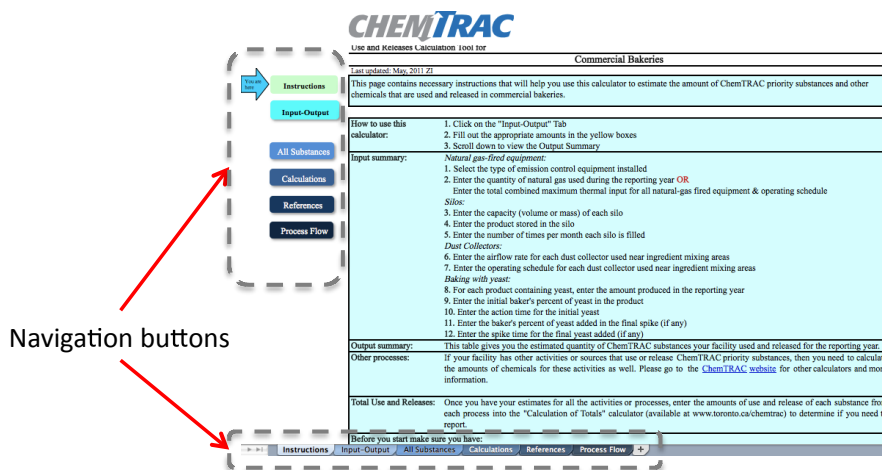 CHEMTRAC
Use and Releases Calculation Tool for
Commercial Bakeries
Last updated: May, 2011 ZI
You are
here
Instructions
Input-Output
All Substances
Calculations
References
Process Flow
Navigation buttons
This page contains necessary instructions that will help you use this calculator to estimate the amount of ChemTRAC priority substances and other
chemicals that are used and released in commercial bakeries.
How to use this
calculator:
1. Click on the "Input-Output" Tab
2. Fill out the appropriate amounts in the yellow boxes
3. Scroll down to view the Output Summary
Input summary:
Natural gas-fired equipment:
1. Select the type of emission control equipment installed
2. Enter the quantity of natural gas used during the reporting year OR
Enter the total combined maximum thermal input for all natural-gas fired equipment & operating schedule
Silos:
3. Enter the capacity (volume or mass) of each silo
4. Enter the product stored in the silo
5. Enter the number of times per month each silo is filled
Dust Collectors:
6. Enter the airflow rate for each dust collector used near ingredient mixing areas
7. Enter the operating schedule for each dust collector used near ingredient mixing areas
Baking with yeast:
8. For each product containing yeast, enter the amount produced in the reporting year
9. Enter the initial baker's percent of yeast in the product
10. Enter the action time for the initial yeast
11. Enter the baker's percent of yeast added in the final spike (if any)
12. Enter the spike time for the final yeast added (if any)
Output summary:
This table gives you the estimated quantity of ChemTRAC substances your facility used and released for the reporting year.
Other processes:
If your facility has other activities or sources that use or release ChemTRAC priority substances, then you need to calcula
the amounts of chemicals for these activities as well. Please go to the ChemTRAC website for other calculators and mor
information.
Total Use and Releases:
Once you have your estimates for all the activities or processes, enter the amounts of use and release of each substance fro
each process into the "Calculation of Totals" calculator (available at www.toronto.ca/chemtrac) to determine if you need t
report.
Before you start make sure you have:
Instructions Input-Output All Substances Calculations References Process Flow +